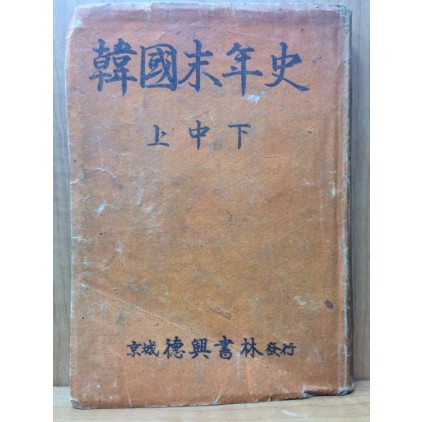 韓國末年史
上中下
京城 德興書林 發行